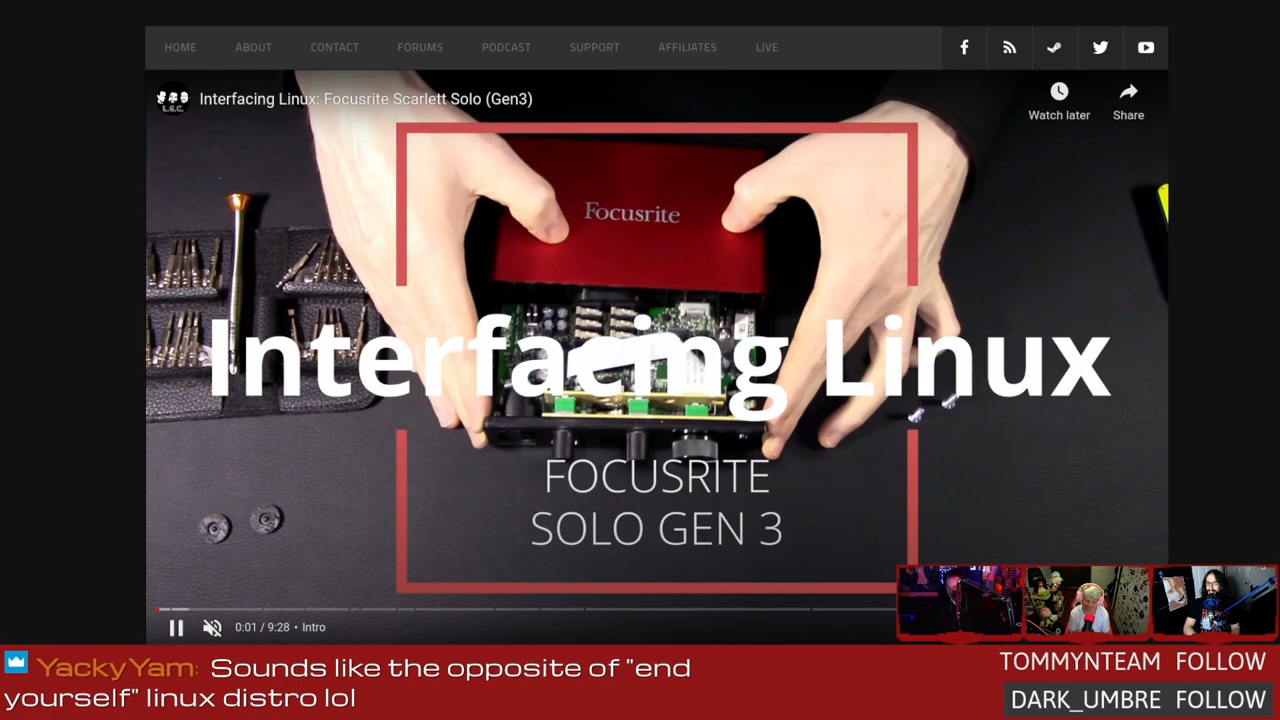 HOME ABOUT CONTACT FORUMS PODCAST SUPPORT AFFILIATES LIVE
L.S.C.
Interfacing Linux: Focusrite Scarlett Solo (Gen3)
Watch later Share
Focusrite
Interfacing Linux
FOCUSRITE
SOLO GEN 3
0:01 / 9:28 • Intro
YackyYam: Sounds like the opposite of "end
yourself" linux distro lol
TOMMYNTEAM FOLLOW
DARK_UMBRE FOLLOW